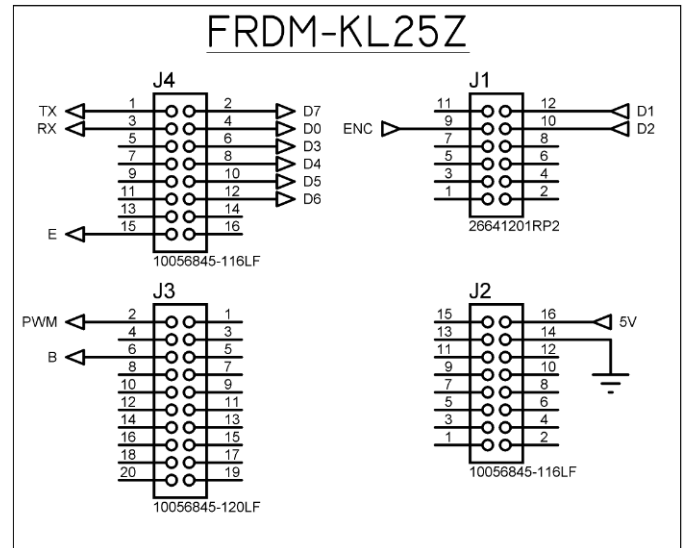 FRDM-KL25Z
J4
TX 1 2 D7
RX 3 4 D0
5 6 D3
7 8 D4
9 10 D5
11 12 D6
13 14
E 15 16
10056845-116LF
J1
11 12 D1
ENC 9 10 D2
7 8
5 6
3 4
1 2
26641201RP2
J3
PWM 2 1
4 3
B 6 5
8 7
10 9
12 11
14 13
16 15
18 17
20 19
10056845-120LF
J2
15 16 5V
13 14
11 12
9 10
7 8
5 6
3 4
1 2
10056845-116LF